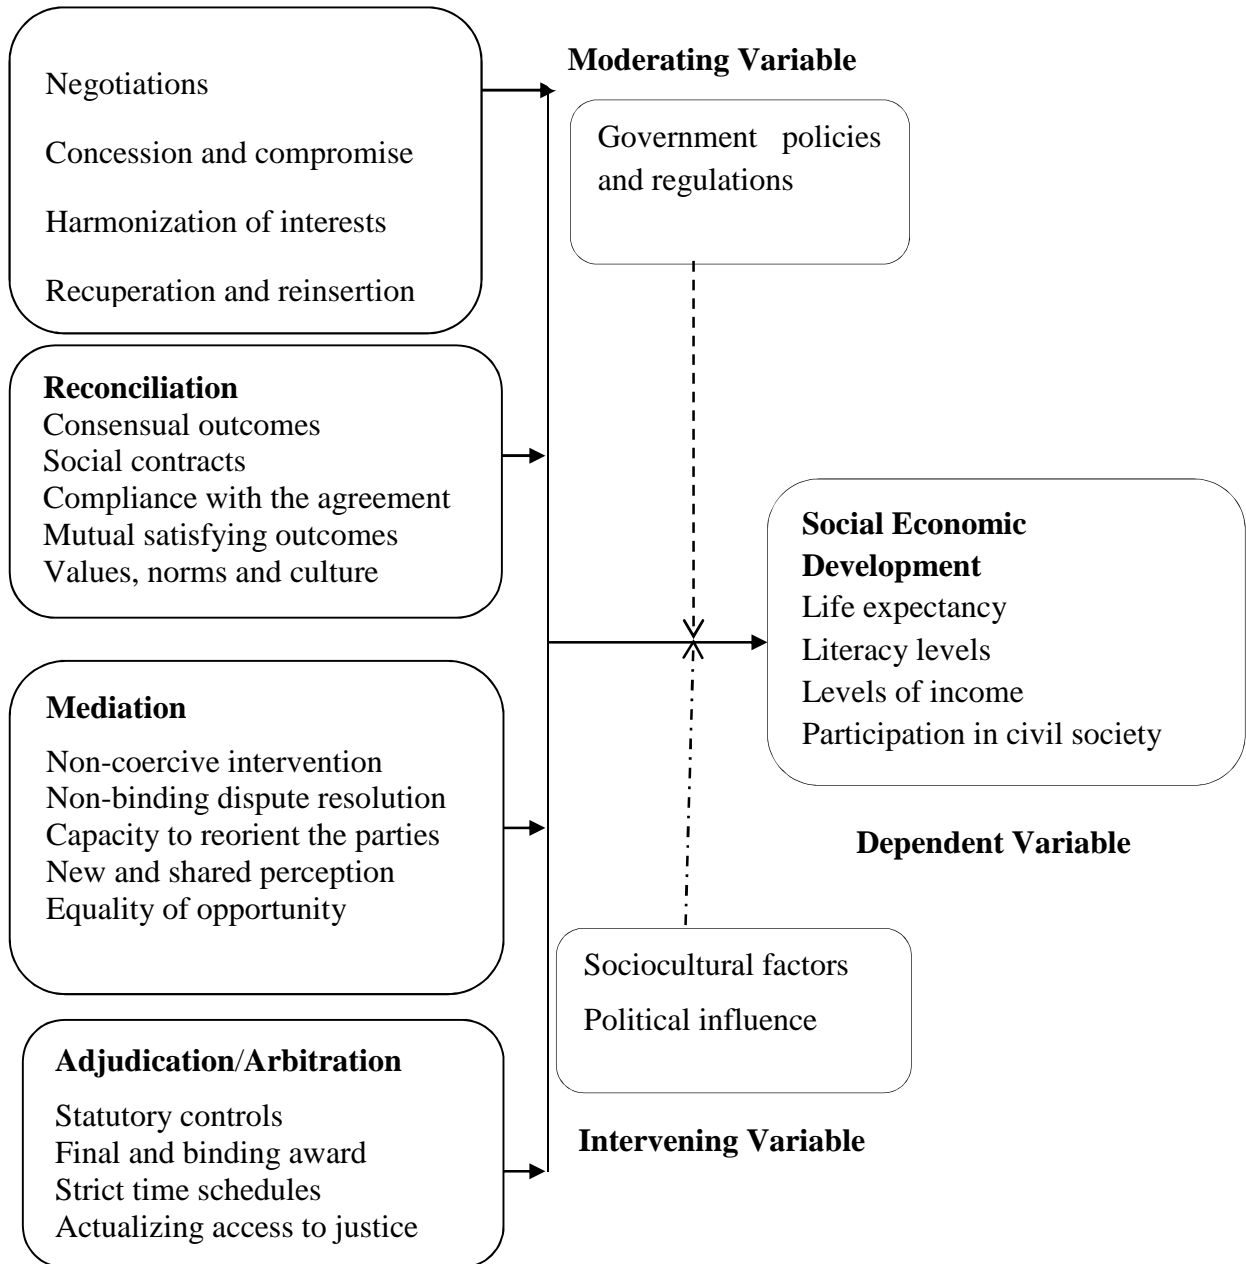 Negotiations
Concession and compromise
Harmonization of interests
Recuperation and reinsertion
Reconciliation
Consensual outcomes
Social contracts
Compliance with the agreement
Mutual satisfying outcomes
Values, norms and culture
Mediation
Non-coercive intervention
Non-binding dispute resolution
Capacity to reorient the parties
New and shared perception
Equality of opportunity
Adjudication/Arbitration
Statutory controls
Final and binding award
Strict time schedules
Actualizing access to justice
Moderating Variable
Government policies
and regulations
Sociocultural factors
Political influence
Intervening Variable
Social Economic
Development
Life expectancy
Literacy levels
Levels of income
Participation in civil society
Dependent Variable